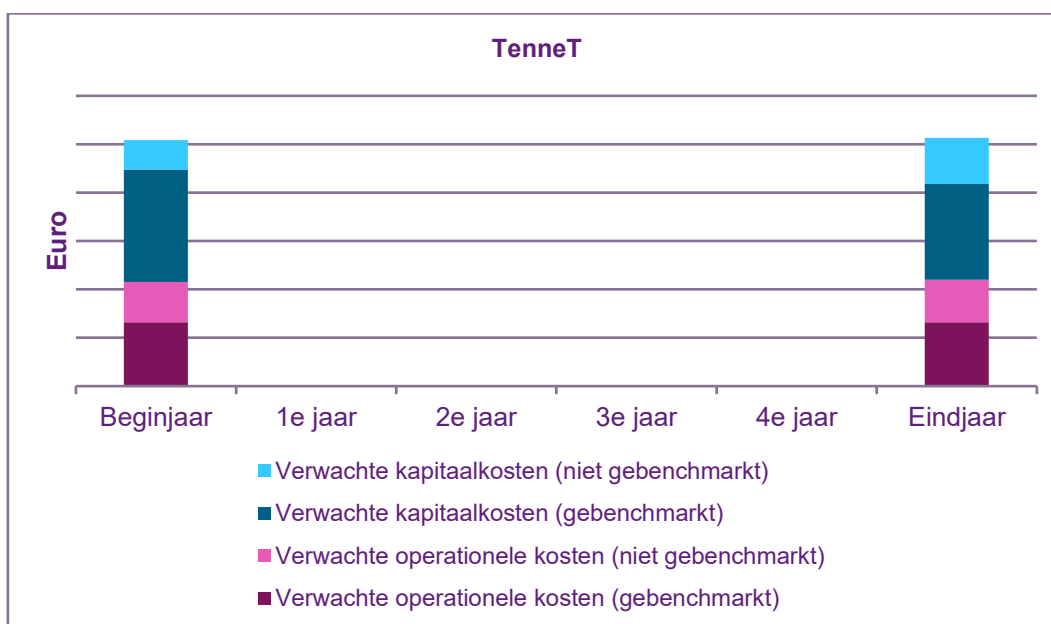 TenneT
Euro
Beginjaar 1e jaar 2e jaar 3e jaar 4e jaar Eindjaar
Verwachte kapitaalkosten (niet gebenchmarkt)
Verwachte kapitaalkosten (gebenchmarkt)
Verwachte operationele kosten (niet gebenchmarkt)
Verwachte operationele kosten (gebenchmarkt)